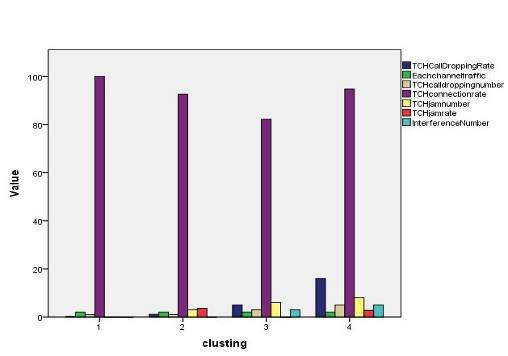 100
80
60
40
20
0
Value
1 2 3 4
clusting
TCHCallDroppingRate
Eachchanneltraffic
TCHcalldroppingnumber
TCHconnectionrate
TCHjamnumber
TCHjamrate
InterferenceNumber